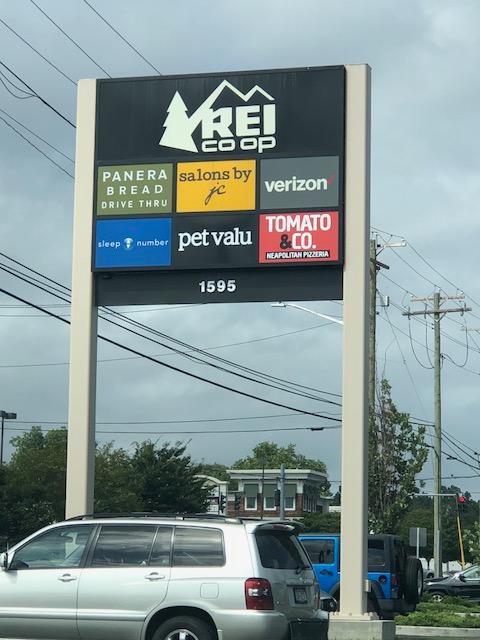 REI
CO OP
PANERA
BREAD
DRIVE THRU
salons by
jc
verizon
sleep number
pet valu
TOMATO
&CO.
NEAPOLITAN PIZZERIA
1595